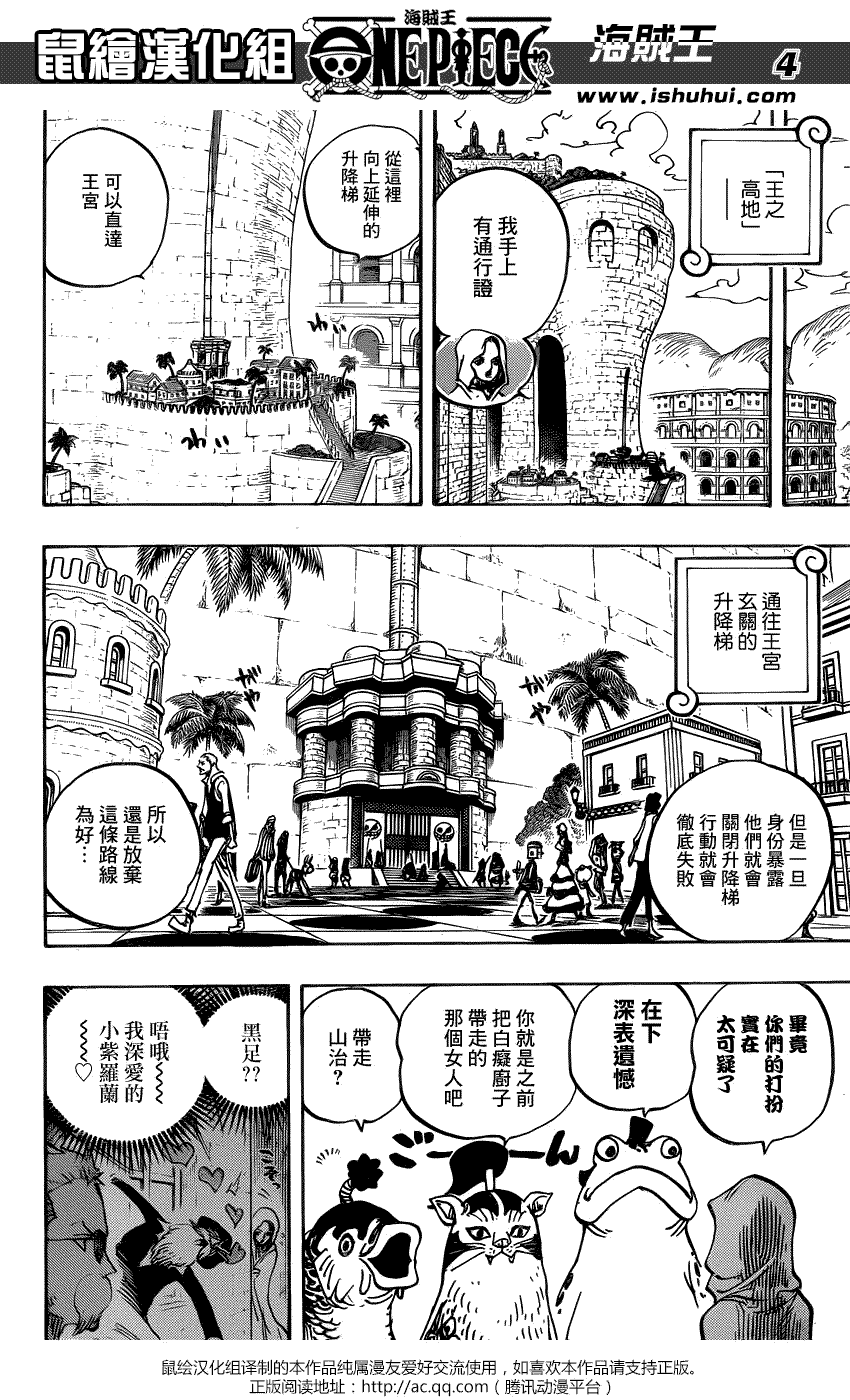 鼠繪漢化組
海賊王
ONE PIECE
海賊王
4
www.ishuhui.com
「王之
高地」
——
我手上
有通行證
從這裡
向上延伸的
升降梯
可以直達
王宮
通往王宮
玄關的
升降梯
但是一旦
身份暴露
他們就會
關閉升降梯
行動就會
徹底失敗
所以
還是放棄
這條路線
為好…
畢竟
你們的打扮
實在
太可疑了
在下
深表遺憾
你就是之前
把白癡廚子
帶走的
那個女人吧
帶走
山治?
ガーーん
黑足??
唔哦~~
我深愛的
小紫羅蘭
~~♡
鼠绘汉化组译制的本作品纯属漫友爱好交流使用，如喜欢本作品请支持正版。
正版阅读地址：http://ac.qq.com（腾讯动漫平台）